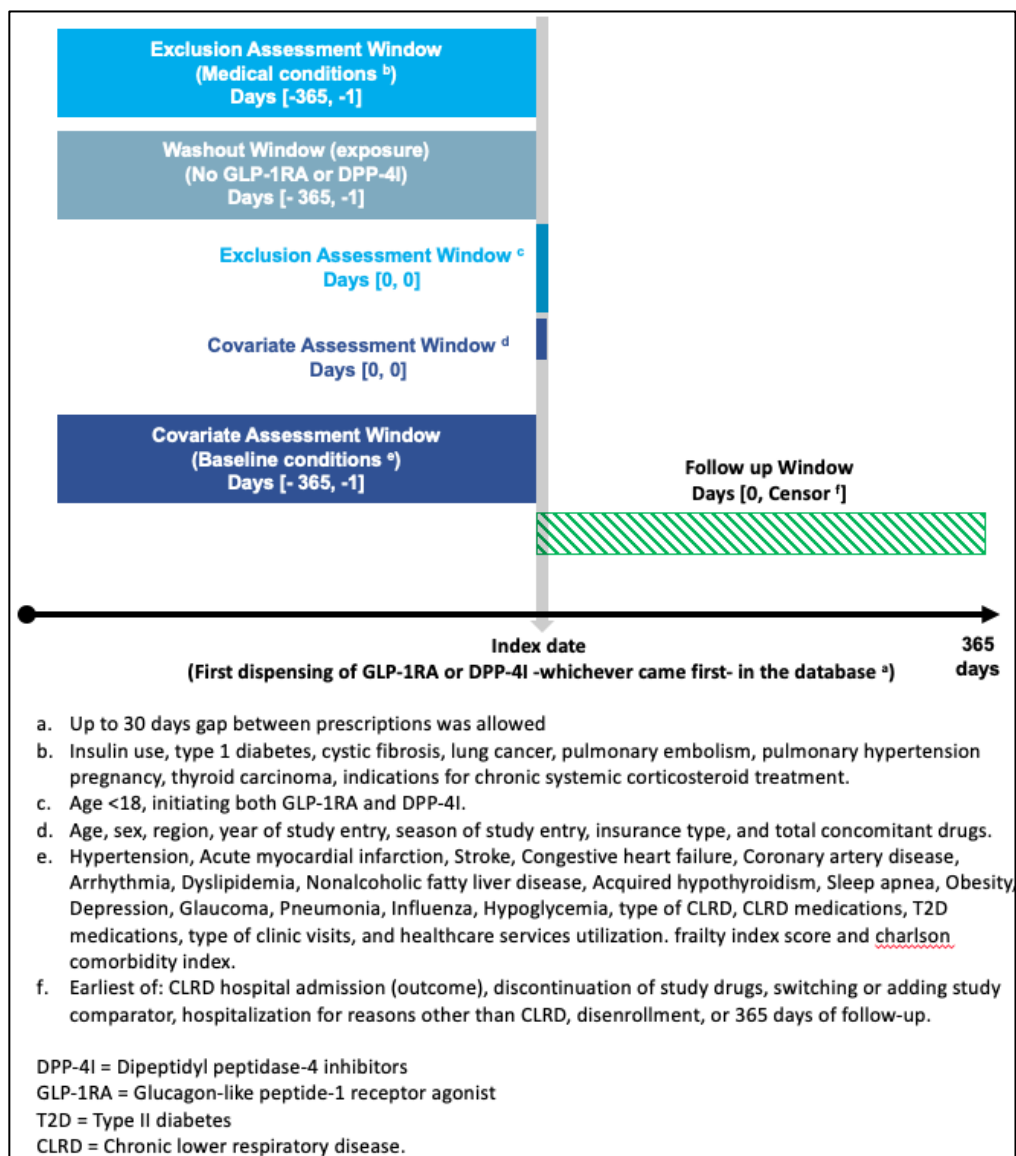 Exclusion Assessment Window
(Medical conditions ᵇ)
Days [-365, -1]
Washout Window (exposure)
(No GLP-1RA or DPP-4I)
Days [- 365, -1]
Exclusion Assessment Window ᶜ
Days [0, 0]
Covariate Assessment Window ᵈ
Days [0, 0]
Covariate Assessment Window
(Baseline conditions ᵉ)
Days [- 365, -1]
Follow up Window
Days [0, Censor ᶠ]
Index date
(First dispensing of GLP-1RA or DPP-4I -whichever came first- in the database ᵃ)
365
days
a. Up to 30 days gap between prescriptions was allowed
b. Insulin use, type 1 diabetes, cystic fibrosis, lung cancer, pulmonary embolism, pulmonary hypertension
pregnancy, thyroid carcinoma, indications for chronic systemic corticosteroid treatment.
c. Age <18, initiating both GLP-1RA and DPP-4I.
d. Age, sex, region, year of study entry, season of study entry, insurance type, and total concomitant drugs.
e. Hypertension, Acute myocardial infarction, Stroke, Congestive heart failure, Coronary artery disease,
Arrhythmia, Dyslipidemia, Nonalcoholic fatty liver disease, Acquired hypothyroidism, Sleep apnea, Obesity,
Depression, Glaucoma, Pneumonia, Influenza, Hypoglycemia, type of CLRD, CLRD medications, T2D
medications, type of clinic visits, and healthcare services utilization. frailty index score and charlson
comorbidity index.
f. Earliest of: CLRD hospital admission (outcome), discontinuation of study drugs, switching or adding study
comparator, hospitalization for reasons other than CLRD, disenrollment, or 365 days of follow-up.
DPP-4I = Dipeptidyl peptidase-4 inhibitors
GLP-1RA = Glucagon-like peptide-1 receptor agonist
T2D = Type II diabetes
CLRD = Chronic lower respiratory disease.